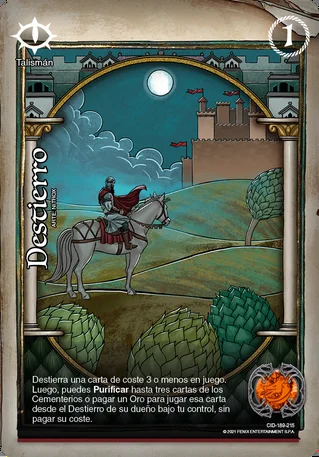 Talismán
1
Destierro
Destierra una carta de coste 3 o menos en juego.
Luego, puedes Purificar hasta tres cartas de los
Cementerios o pagar un Oro para jugar esa carta
desde el Destierro de su dueño bajo tu control, sin
pagar su coste.
CID-189-215
© 2021 FENIX ENTERTAINMENT S.P.A.